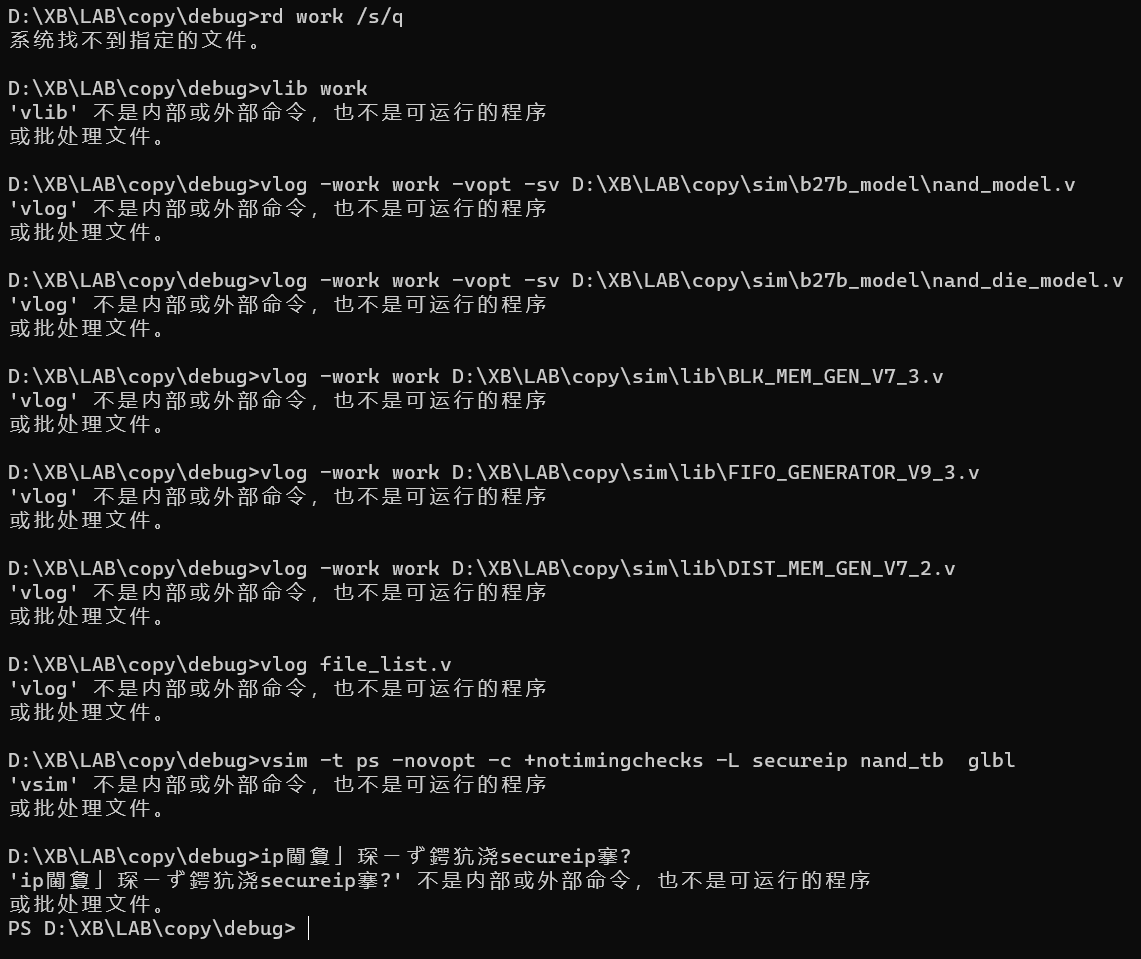 D:\XB\LAB\copy\debug>rd work /s/q
系统找不到指定的文件。
D:\XB\LAB\copy\debug>vlib work
'vlib' 不是内部或外部命令，也不是可运行的程序
或批处理文件。
D:\XB\LAB\copy\debug>vlog -work work -vopt -sv D:\XB\LAB\copy\sim\b27b_model\nand_model.v
'vlog' 不是内部或外部命令，也不是可运行的程序
或批处理文件。
D:\XB\LAB\copy\debug>vlog -work work -vopt -sv D:\XB\LAB\copy\sim\b27b_model\nand_die_model.v
'vlog' 不是内部或外部命令，也不是可运行的程序
或批处理文件。
D:\XB\LAB\copy\debug>vlog -work work D:\XB\LAB\copy\sim\lib\BLK_MEM_GEN_V7_3.v
'vlog' 不是内部或外部命令，也不是可运行的程序
或批处理文件。
D:\XB\LAB\copy\debug>vlog -work work D:\XB\LAB\copy\sim\lib\FIFO_GENERATOR_V9_3.v
'vlog' 不是内部或外部命令，也不是可运行的程序
或批处理文件。
D:\XB\LAB\copy\debug>vlog -work work D:\XB\LAB\copy\sim\lib\DIST_MEM_GEN_V7_2.v
'vlog' 不是内部或外部命令，也不是可运行的程序
或批处理文件。
D:\XB\LAB\copy\debug>vlog file_list.v
'vlog' 不是内部或外部命令，也不是可运行的程序
或批处理文件。
D:\XB\LAB\copy\debug>vsim -t ps -novopt -c +notimingchecks -L secureip nand_tb  glbl
'vsim' 不是内部或外部命令，也不是可运行的程序
或批处理文件。
D:\XB\LAB\copy\debug>ip闂夐」琛ㄧず鍔犺浇secureip搴?
'ip闂夐」琛ㄧず鍔犺浇secureip搴?' 不是内部或外部命令，也不是可运行的程序
或批处理文件。
PS D:\XB\LAB\copy\debug>